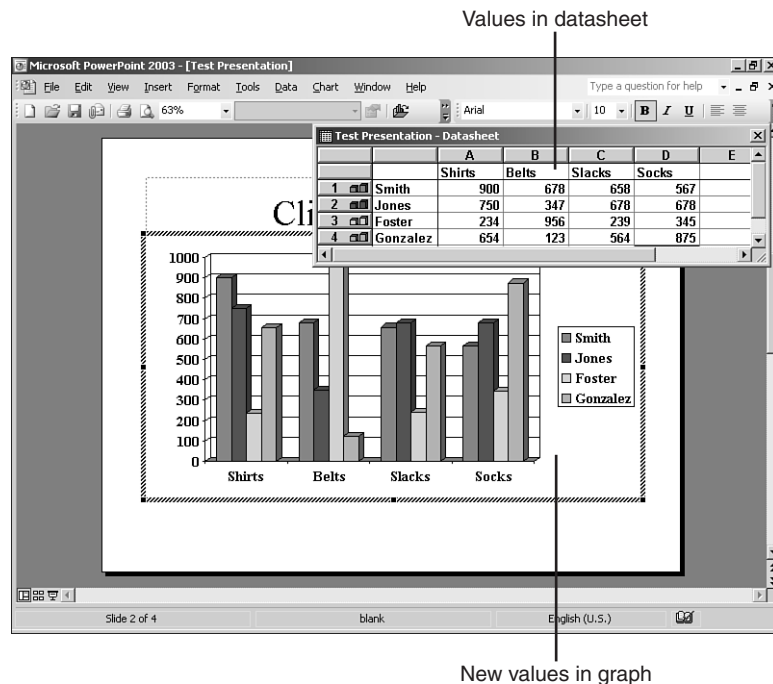 Values in datasheet
Microsoft PowerPoint 2003 - [Test Presentation]
File Edit View Insert Format Tools Data Chart Window Help Type a question for help
63% Arial 10 B I U
Test Presentation - Datasheet
A B C D E
Shirts Belts Slacks Socks
1 Smith 900 678 658 567
2 Jones 750 347 678 678
3 Foster 234 956 239 345
4 Gonzalez 654 123 564 875
1000
900
800
700
600
500
400
300
200
100
0
Shirts Belts Slacks Socks
Smith
Jones
Foster
Gonzalez
Slide 2 of 4 blank English (U.S.)
New values in graph